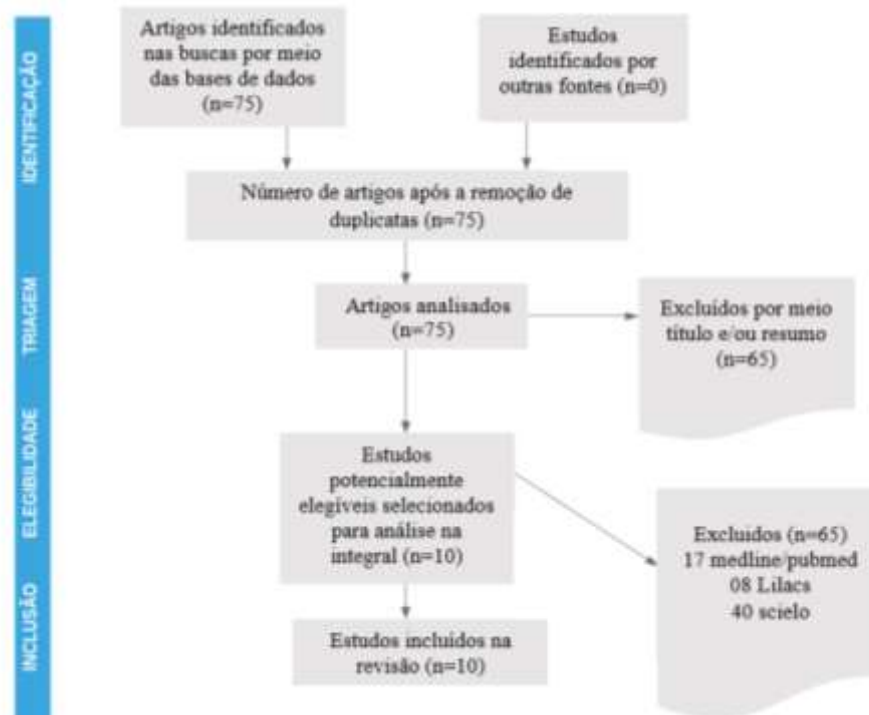 IDENTIFICAÇÃO
Artigos identificados
nas buscas por meio
das bases de dados
(n=75)
Estudos
identificados por
outras fontes (n=0)
Número de artigos após a remoção de
duplicatas (n=75)
TRIAGEM
Artigos analisados
(n=75)
Excluídos por meio
título e/ou resumo
(n=65)
ELEGIBILIDADE
Estudos
potencialmente
elegíveis selecionados
para análise na
integral (n=10)
Excluidos (n=65)
17 medline/pubmed
08 Lilacs
40 scielo
INCLUSÃO
Estudos incluídos na
revisão (n=10)